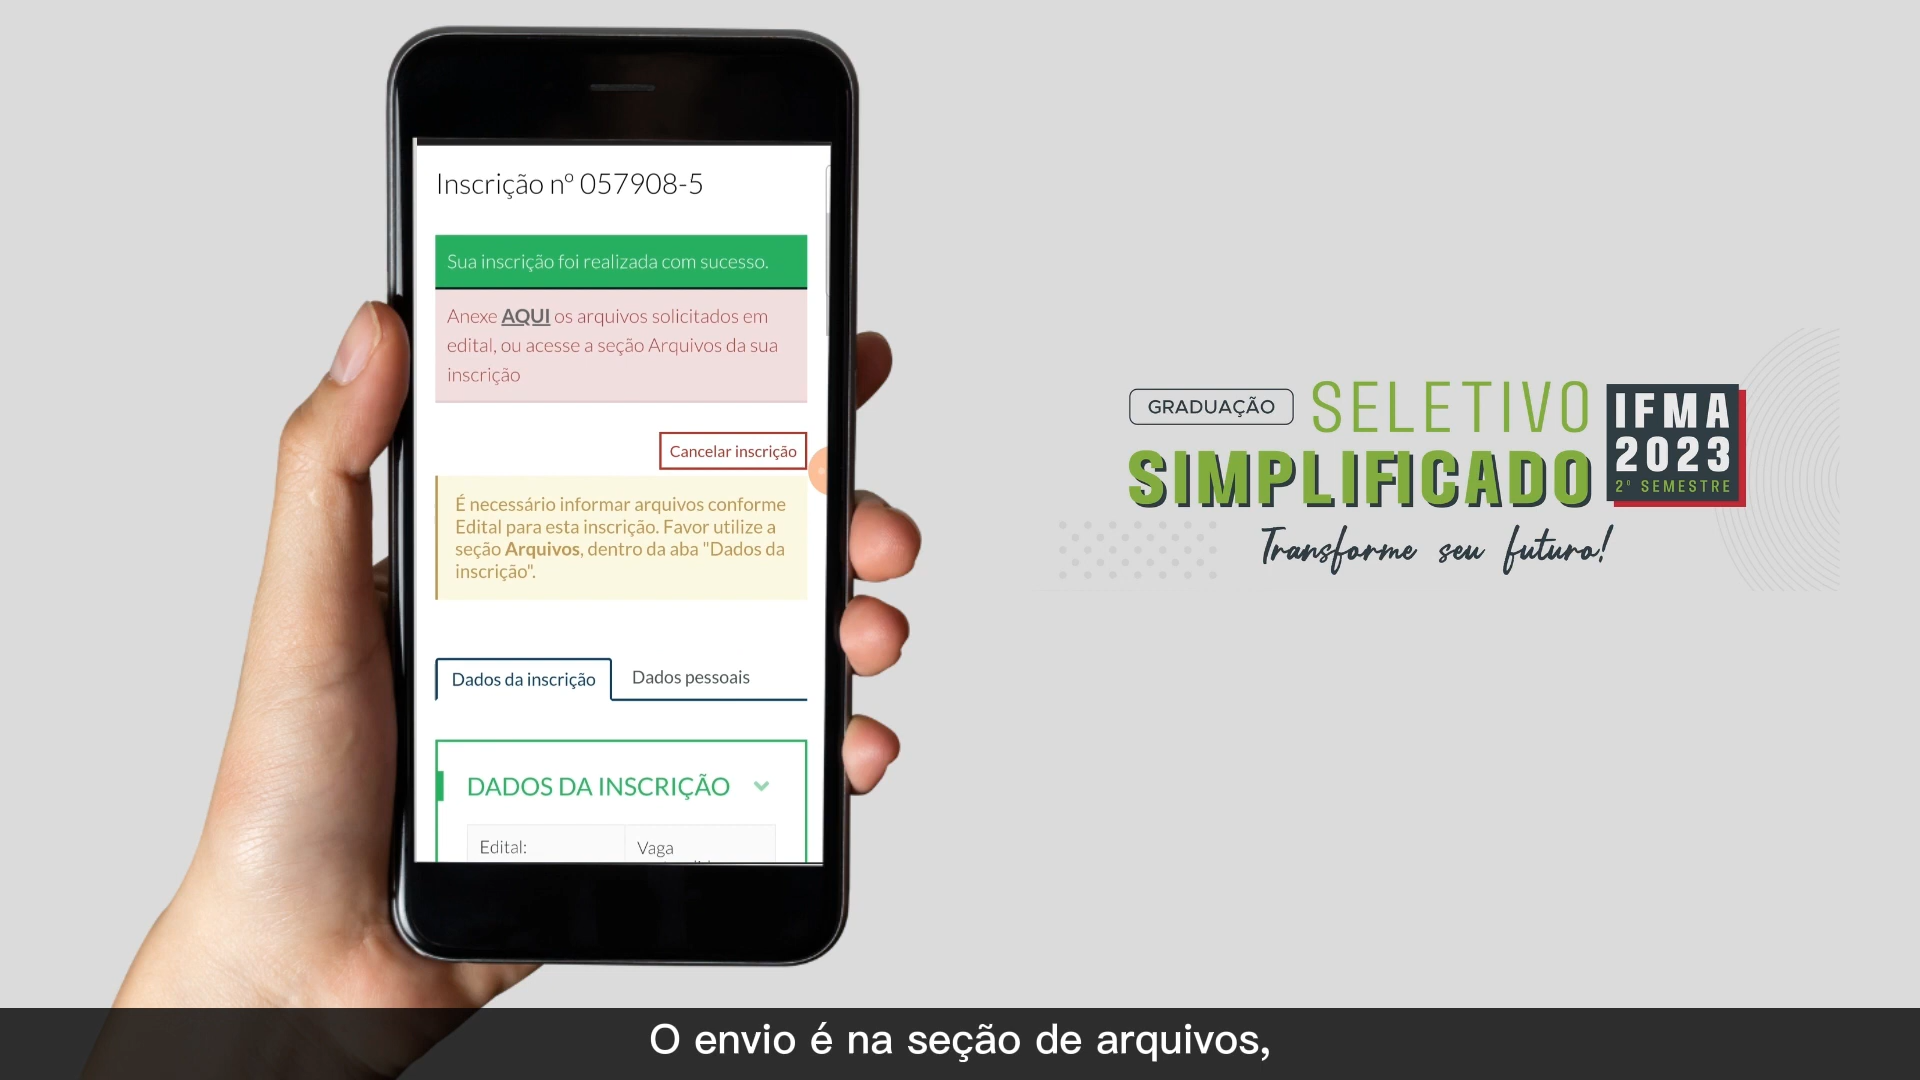 Inscrição nº 057908-5
Sua inscrição foi realizada com sucesso.
Anexe AQUI os arquivos solicitados em
edital, ou acesse a seção Arquivos da sua
inscrição
Cancelar inscrição
É necessário informar arquivos conforme
Edital para esta inscrição. Favor utilize a
seção Arquivos, dentro da aba "Dados da
inscrição".
Dados da inscrição
Dados pessoais
DADOS DA INSCRIÇÃO
Edital:
Vaga
GRADUAÇÃO
SELETIVO
SIMPLIFICADO
IFMA
2023
2º SEMESTRE
Transforme seu futuro!
O envio é na seção de arquivos,